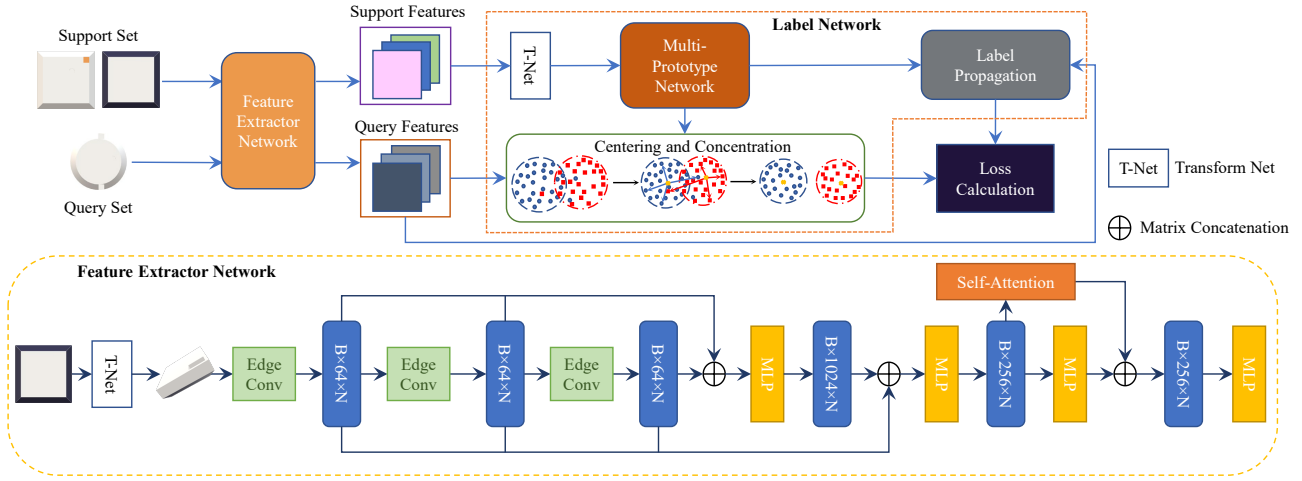 Support Set
Query Set
Feature
Extractor
Network
Support Features
Query Features
Label Network
T-Net
Multi-
Prototype
Network
Label
Propagation
Centering and Concentration
Loss
Calculation
T-Net
Transform Net
Matrix Concatenation
Feature Extractor Network
T-Net
Edge
Conv
B×64×N
Edge
Conv
B×64×N
Edge
Conv
B×64×N
MLP
B×1024×N
MLP
Self-Attention
B×256×N
MLP
B×256×N
MLP